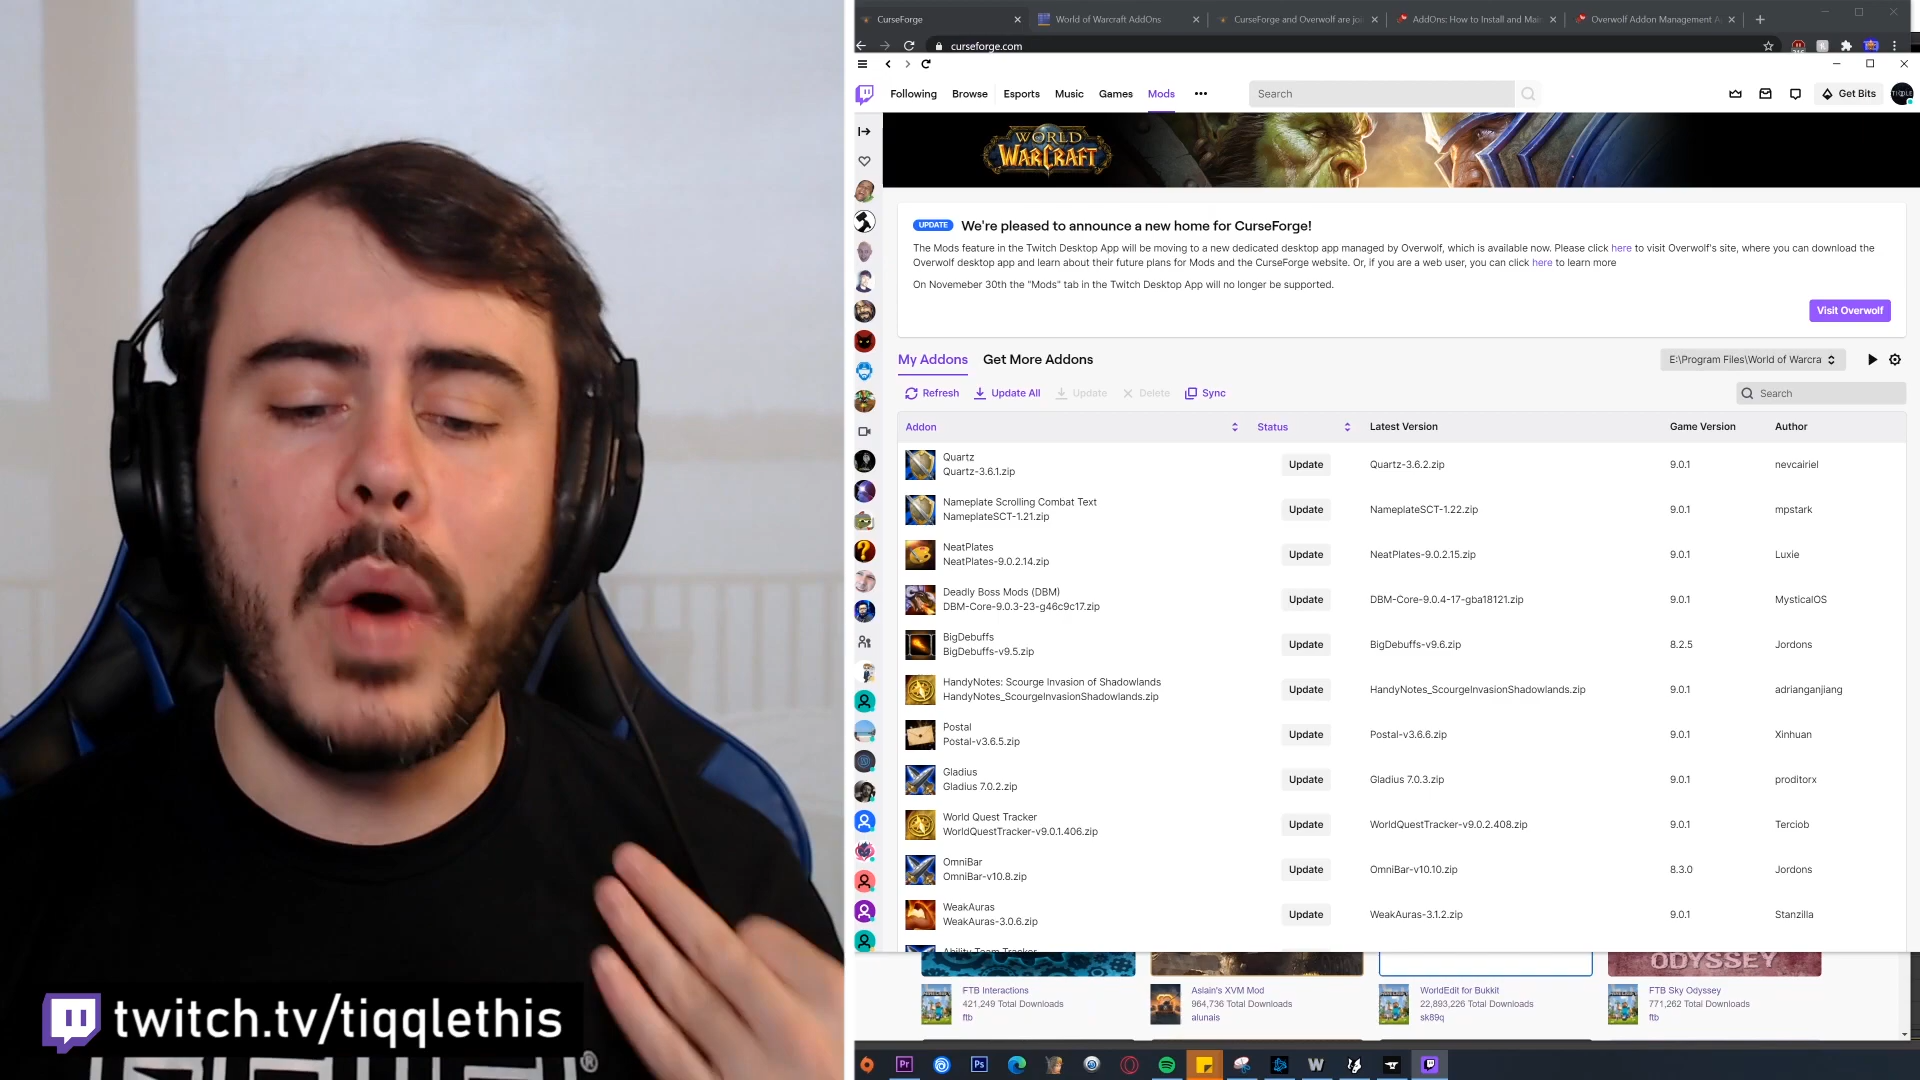 CurseForge
World of Warcraft AddOns
CurseForge and Overwolf are joi
AddOns: How to Install and Mai
Overwolf Addon Management A
curseforge.com
Following
Browse
Esports
Music
Games
Mods
Search
Get Bits
WORLD
WARCRAFT
UPDATE We're pleased to announce a new home for CurseForge!
The Mods feature in the Twitch Desktop App will be moving to a new dedicated desktop app managed by Overwolf, which is available now. Please click here to visit Overwolf's site, where you can download the
Overwolf desktop app and learn about their future plans for Mods and the CurseForge website. Or, if you are a web user, you can click here to learn more
On Novemeber 30th the "Mods" tab in the Twitch Desktop App will no longer be supported.
Visit Overwolf
My Addons
Get More Addons
E:\Program Files\World of Warcra
Refresh
Update All
Update
Delete
Sync
Search
Addon Status Latest Version Game Version Author
Quartz
Quartz-3.6.1.zip
Update Quartz-3.6.2.zip 9.0.1 nevcairiel
Nameplate Scrolling Combat Text
NameplateSCT-1.21.zip
Update NameplateSCT-1.22.zip 9.0.1 mpstark
NeatPlates
NeatPlates-9.0.2.14.zip
Update NeatPlates-9.0.2.15.zip 9.0.1 Luxie
Deadly Boss Mods (DBM)
DBM-Core-9.0.3-23-g46c9c17.zip
Update DBM-Core-9.0.4-17-gba18121.zip 9.0.1 MysticalOS
BigDebuffs
BigDebuffs-v9.5.zip
Update BigDebuffs-v9.6.zip 8.2.5 Jordons
HandyNotes: Scourge Invasion of Shadowlands
HandyNotes_ScourgeInvasionShadowlands.zip
Update HandyNotes_ScourgeInvasionShadowlands.zip 9.0.1 adrianganjiang
Postal
Postal-v3.6.5.zip
Update Postal-v3.6.6.zip 9.0.1 Xinhuan
Gladius
Gladius 7.0.2.zip
Update Gladius 7.0.3.zip 9.0.1 proditorx
World Quest Tracker
WorldQuestTracker-v9.0.1.406.zip
Update WorldQuestTracker-v9.0.2.408.zip 9.0.1 Terciob
OmniBar
OmniBar-v10.8.zip
Update OmniBar-v10.10.zip 8.3.0 Jordons
WeakAuras
WeakAuras-3.0.6.zip
Update WeakAuras-3.1.2.zip 9.0.1 Stanzilla
Ability Team Tracker
ODYSSEY
FTB Interactions
421,249 Total Downloads
ftb
Aslain's XVM Mod
964,736 Total Downloads
alunais
WorldEdit for Bukkit
22,893,226 Total Downloads
sk89q
FTB Sky Odyssey
771,262 Total Downloads
ftb
twitch.tv/tiqqlethis